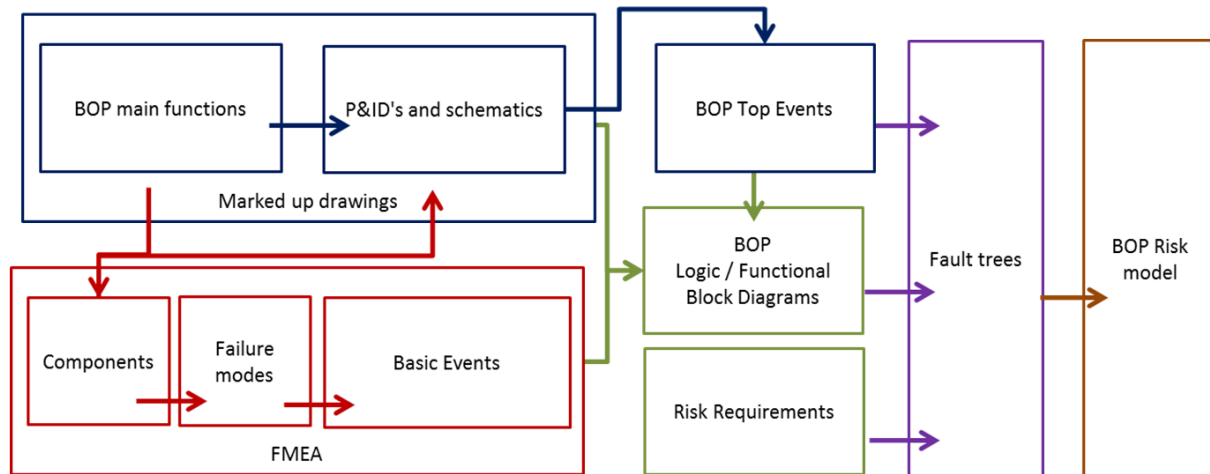 BOP main functions
P&ID's and schematics
Marked up drawings
BOP Top Events
BOP
Logic / Functional
Block Diagrams
Fault trees
BOP Risk
model
Components
Failure
modes
Basic Events
FMEA
Risk Requirements